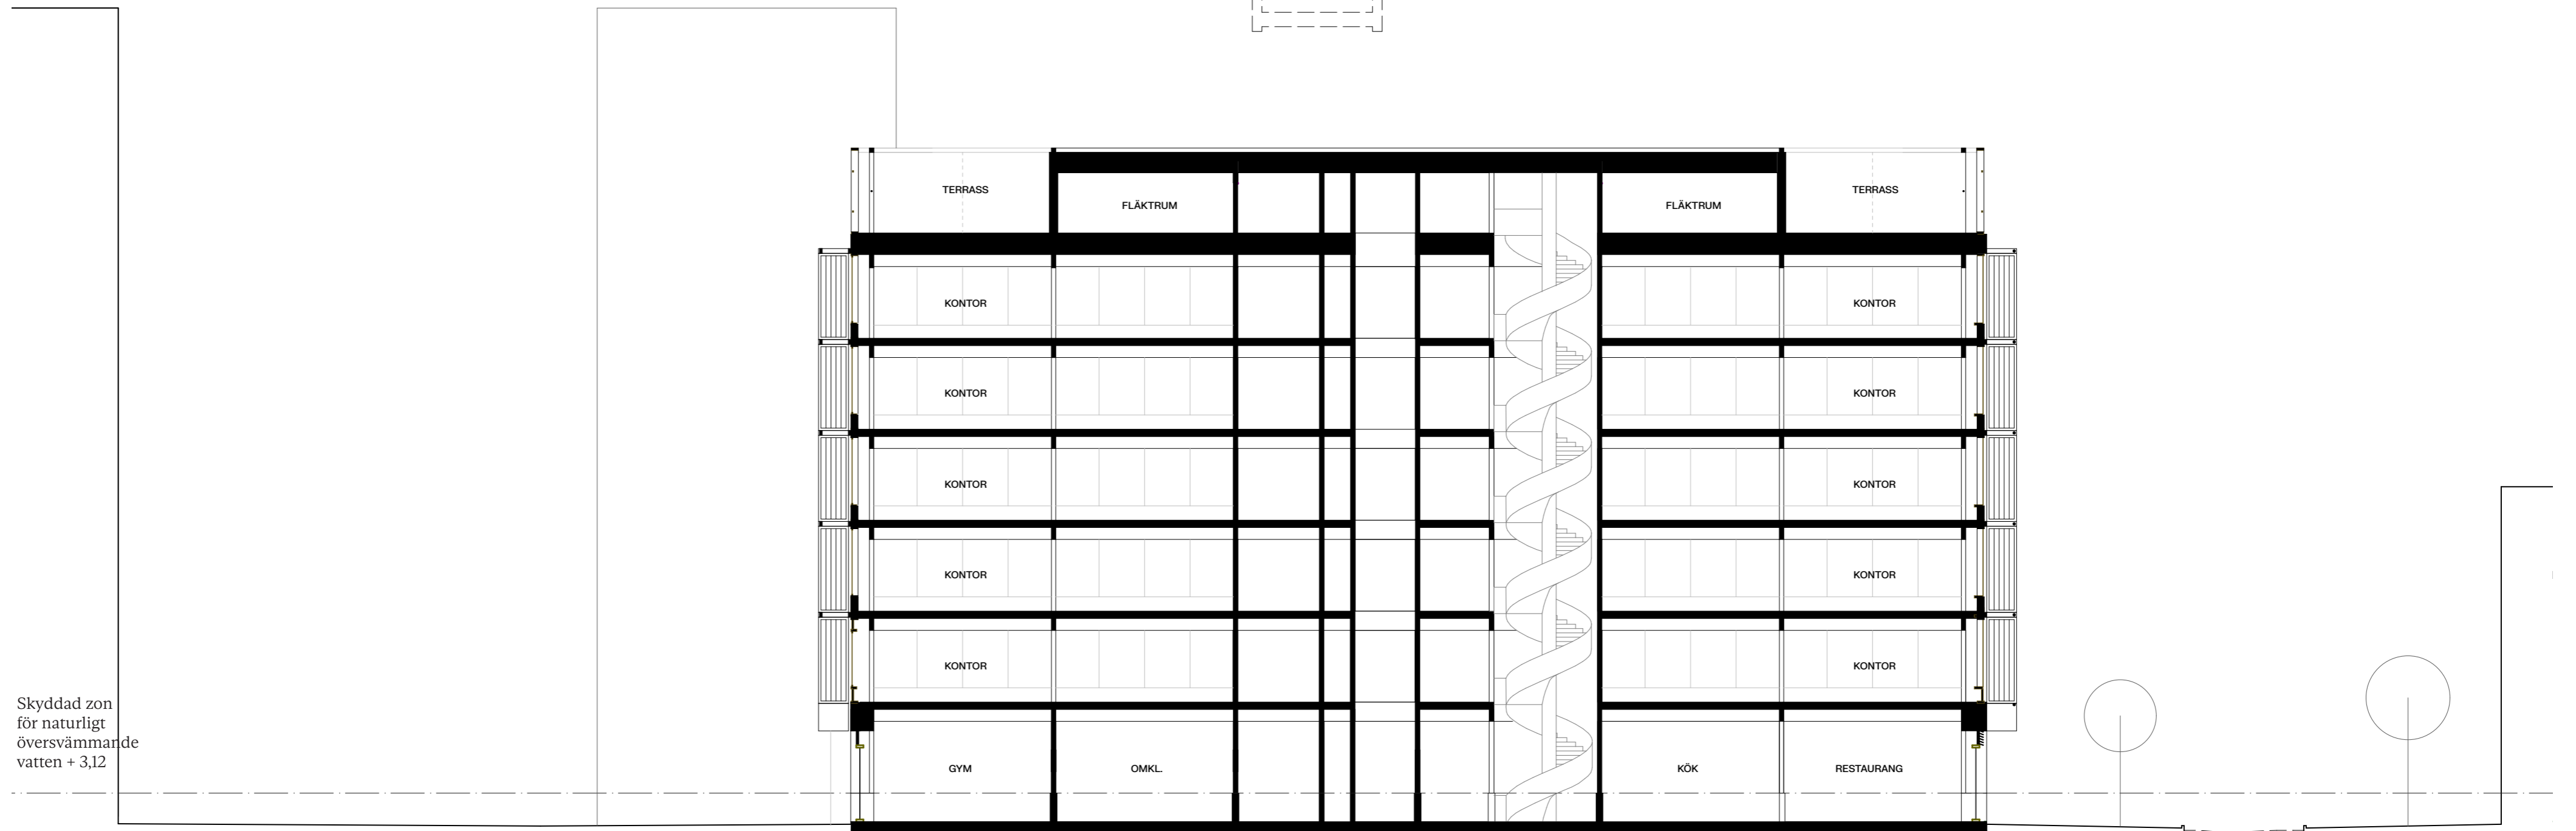 TERRASS
TERRASS
FLÄKTRUM
FLÄKTRUM
KONTOR
KONTOR
KONTOR
KONTOR
KONTOR
KONTOR
KONTOR
KONTOR
KONTOR
KONTOR
Skyddad zon
för naturligt
översvämmande
vatten + 3,12
GYM
OMKL.
KÖK
RESTAURANG